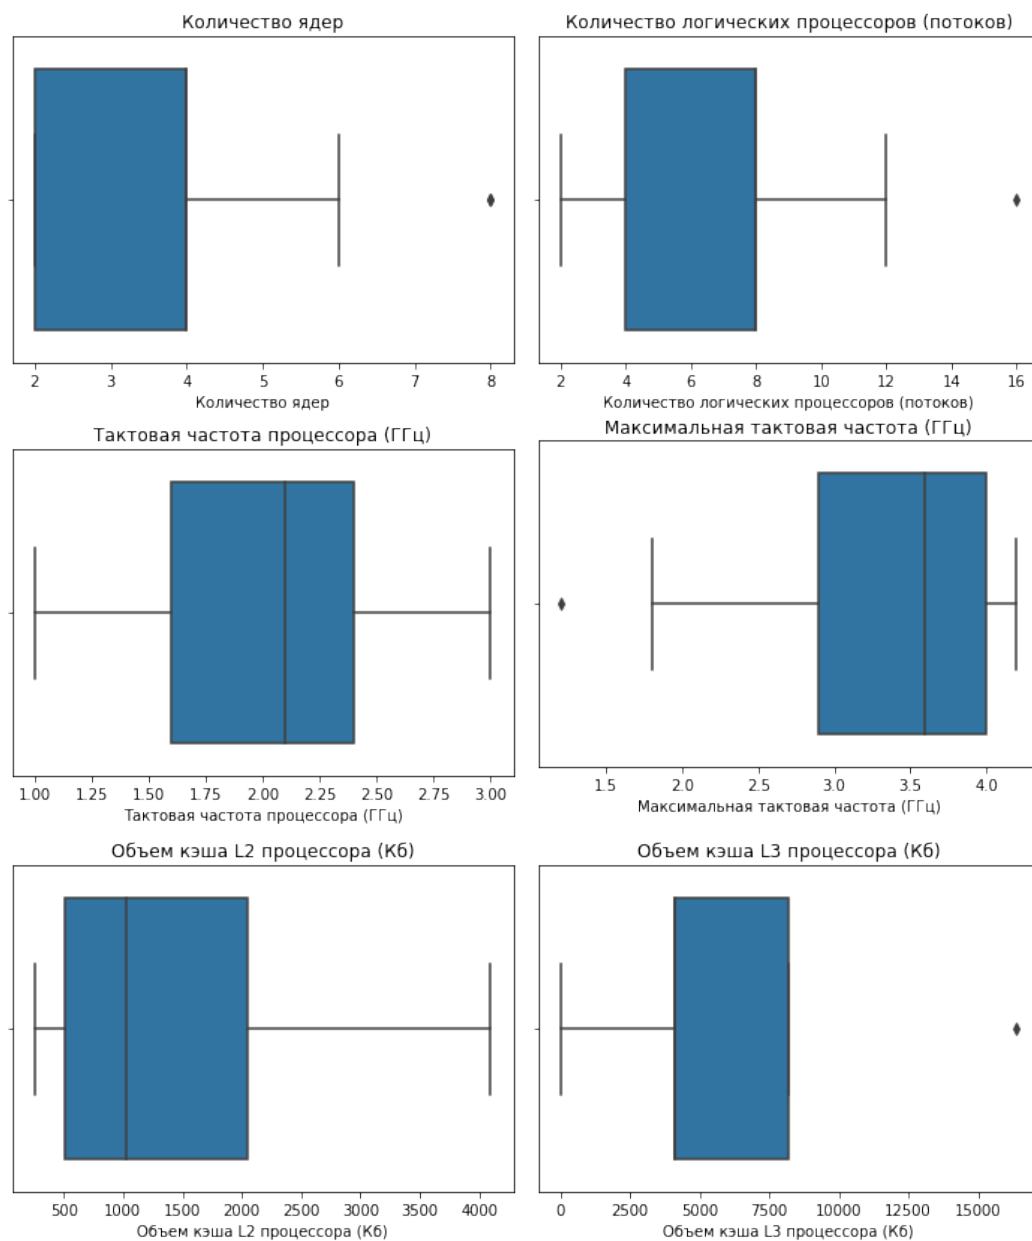 Количество ядер
2 3 4 5 6 7 8
Количество ядер
Количество логических процессоров (потоков)
2 4 6 8 10 12 14 16
Количество логических процессоров (потоков)
Тактовая частота процессора (ГГц)
1.00 1.25 1.50 1.75 2.00 2.25 2.50 2.75 3.00
Тактовая частота процессора (ГГц)
Максимальная тактовая частота (ГГц)
1.5 2.0 2.5 3.0 3.5 4.0
Максимальная тактовая частота (ГГц)
Объем кэша L2 процессора (Кб)
500 1000 1500 2000 2500 3000 3500 4000
Объем кэша L2 процессора (Кб)
Объем кэша L3 процессора (Кб)
0 2500 5000 7500 10000 12500 15000
Объем кэша L3 процессора (Кб)